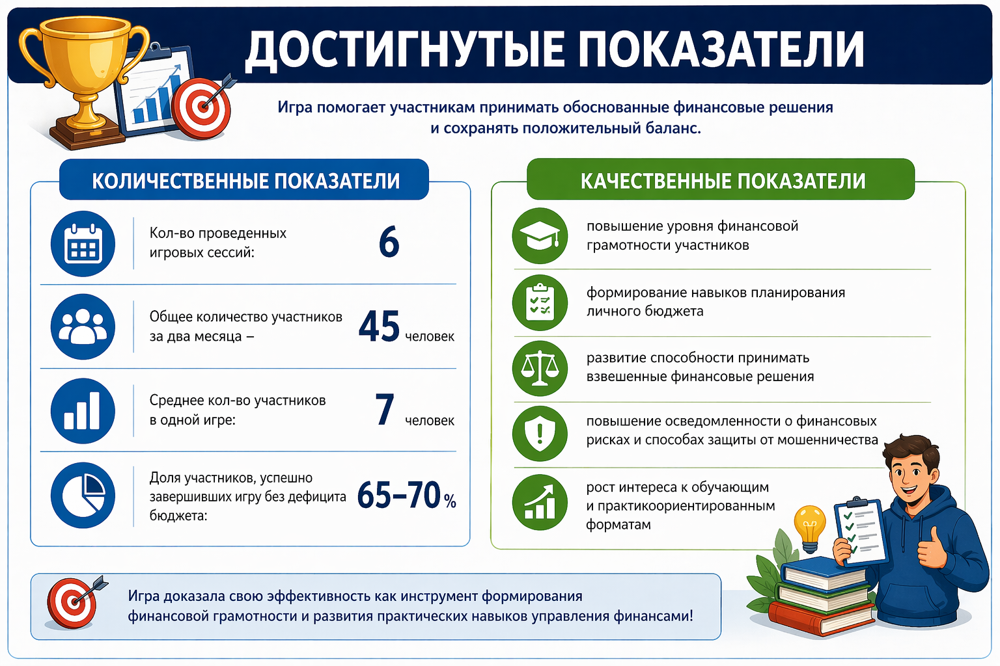 ДОСТИГНУТЫЕ ПОКАЗАТЕЛИ
Игра помогает участникам принимать обоснованные финансовые решения
и сохранять положительный баланс.
КОЛИЧЕСТВЕННЫЕ ПОКАЗАТЕЛИ
Кол-во проведенных
игровых сессий:
6
Общее количество участников
за два месяца –
45 человек
Среднее кол-во участников
в одной игре:
7 человек
Доля участников, успешно
завершивших игру без дефицита
бюджета:
65–70 %
КАЧЕСТВЕННЫЕ ПОКАЗАТЕЛИ
повышение уровня финансовой
грамотности участников
формирование навыков планирования
личного бюджета
развитие способности принимать
взвешенные финансовые решения
повышение осведомленности о финансовых
рисках и способах защиты от мошенничества
рост интереса к обучающим
и практикоориентированным
форматам
Игра доказала свою эффективность как инструмент формирования
финансовой грамотности и развития практических навыков управления финансами!